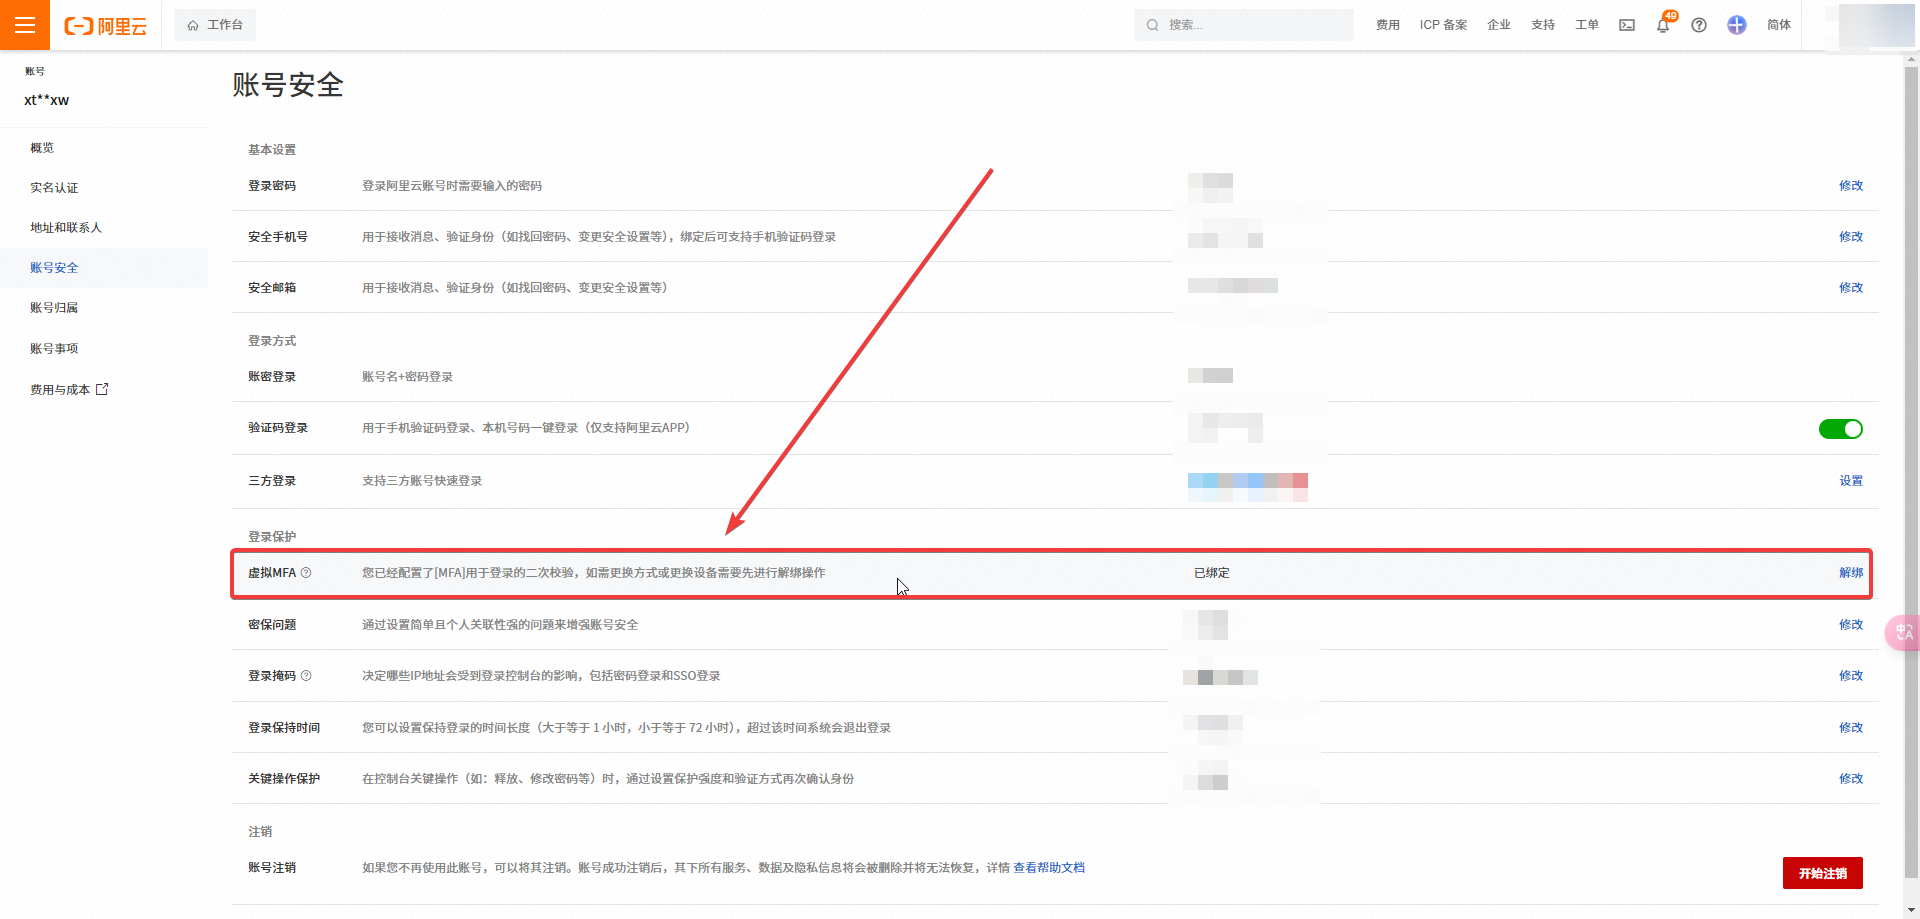 阿里云
工作台
搜索...
费用
ICP 备案
企业
支持
工单
49
简体
账号
xt**xw
概览
实名认证
地址和联系人
账号安全
账号归属
账号事项
费用与成本
账号安全
基本设置
登录密码 登录阿里云账号时需要输入的密码 修改
安全手机号 用于接收消息、验证身份（如找回密码、变更安全设置等），绑定后可支持手机验证码登录 修改
安全邮箱 用于接收消息、验证身份（如找回密码、变更安全设置等） 修改
登录方式
账密登录 账号名+密码登录
验证码登录 用于手机验证码登录、本机号码一键登录（仅支持阿里云APP）
三方登录 支持三方账号快速登录 设置
登录保护
虚拟MFA 您已经配置了[MFA]用于登录的二次校验，如需更换方式或更换设备需要先进行解绑操作 已绑定 解绑
密保问题 通过设置简单且个人关联性强的问题来增强账号安全 修改
登录掩码 决定哪些IP地址会受到登录控制台的影响，包括密码登录和SSO登录 修改
登录保持时间 您可以设置保持登录的时间长度（大于等于 1 小时，小于等于 72 小时），超过该时间系统会退出登录 修改
关键操作保护 在控制台关键操作（如：释放、修改密码等）时，通过设置保护强度和验证方式再次确认身份 修改
注销
账号注销 如果您不再使用此账号，可以将其注销。账号成功注销后，其下所有服务、数据及隐私信息将会被删除并将无法恢复，详情 查看帮助文档 开始注销